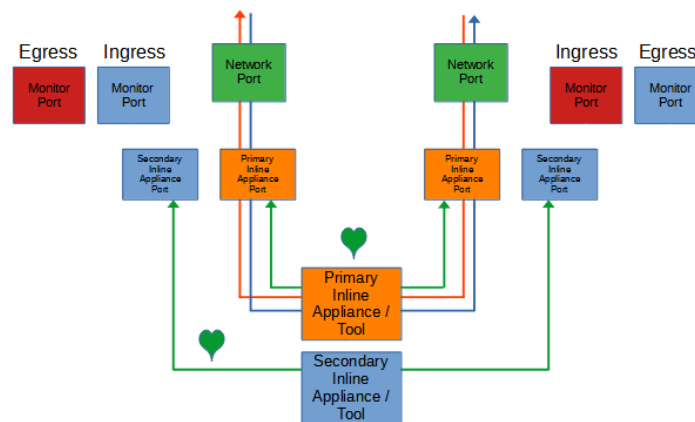 Egress Ingress
Monitor
Port
Monitor
Port
Network
Port
Network
Port
Ingress Egress
Monitor
Port
Monitor
Port
Secondary
Inline
Appliance
Port
Primary
Inline
Appliance
Port
Primary
Inline
Appliance
Port
Secondary
Inline
Appliance
Port
Primary
Inline
Appliance /
Tool
Secondary
Inline
Appliance /
Tool